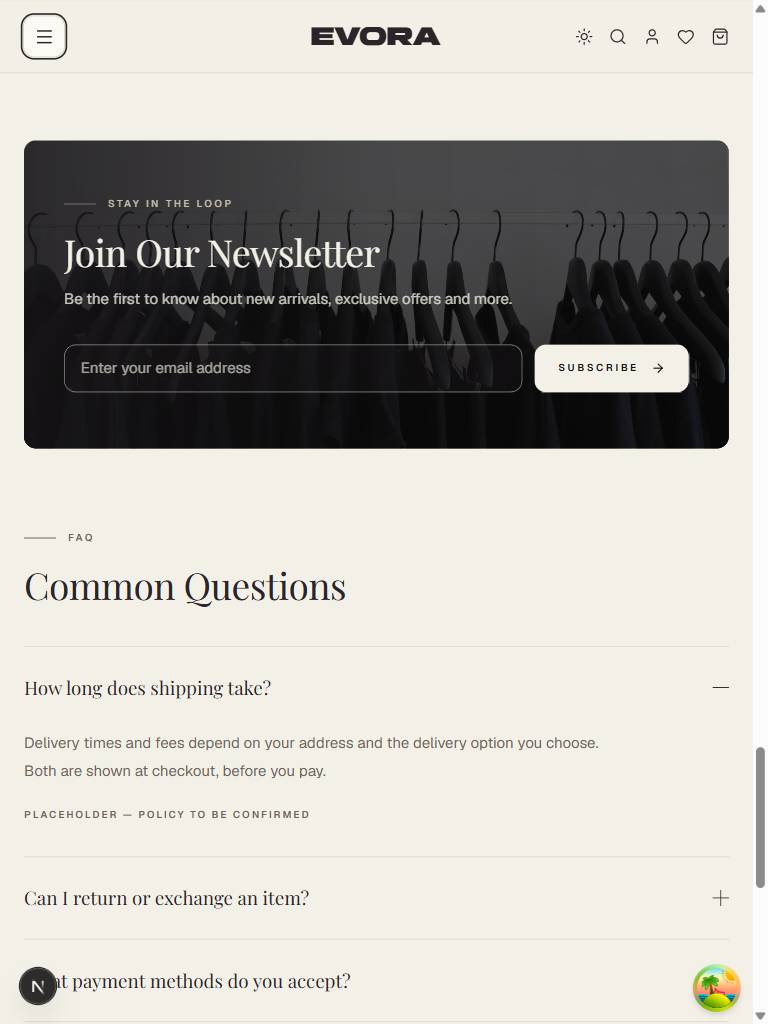 EVORA
STAY IN THE LOOP
Join Our Newsletter
Be the first to know about new arrivals, exclusive offers and more.
Enter your email address
SUBSCRIBE
FAQ
Common Questions
How long does shipping take?
Delivery times and fees depend on your address and the delivery option you choose.
Both are shown at checkout, before you pay.
PLACEHOLDER — POLICY TO BE CONFIRMED
Can I return or exchange an item?
payment methods do you accept?
N